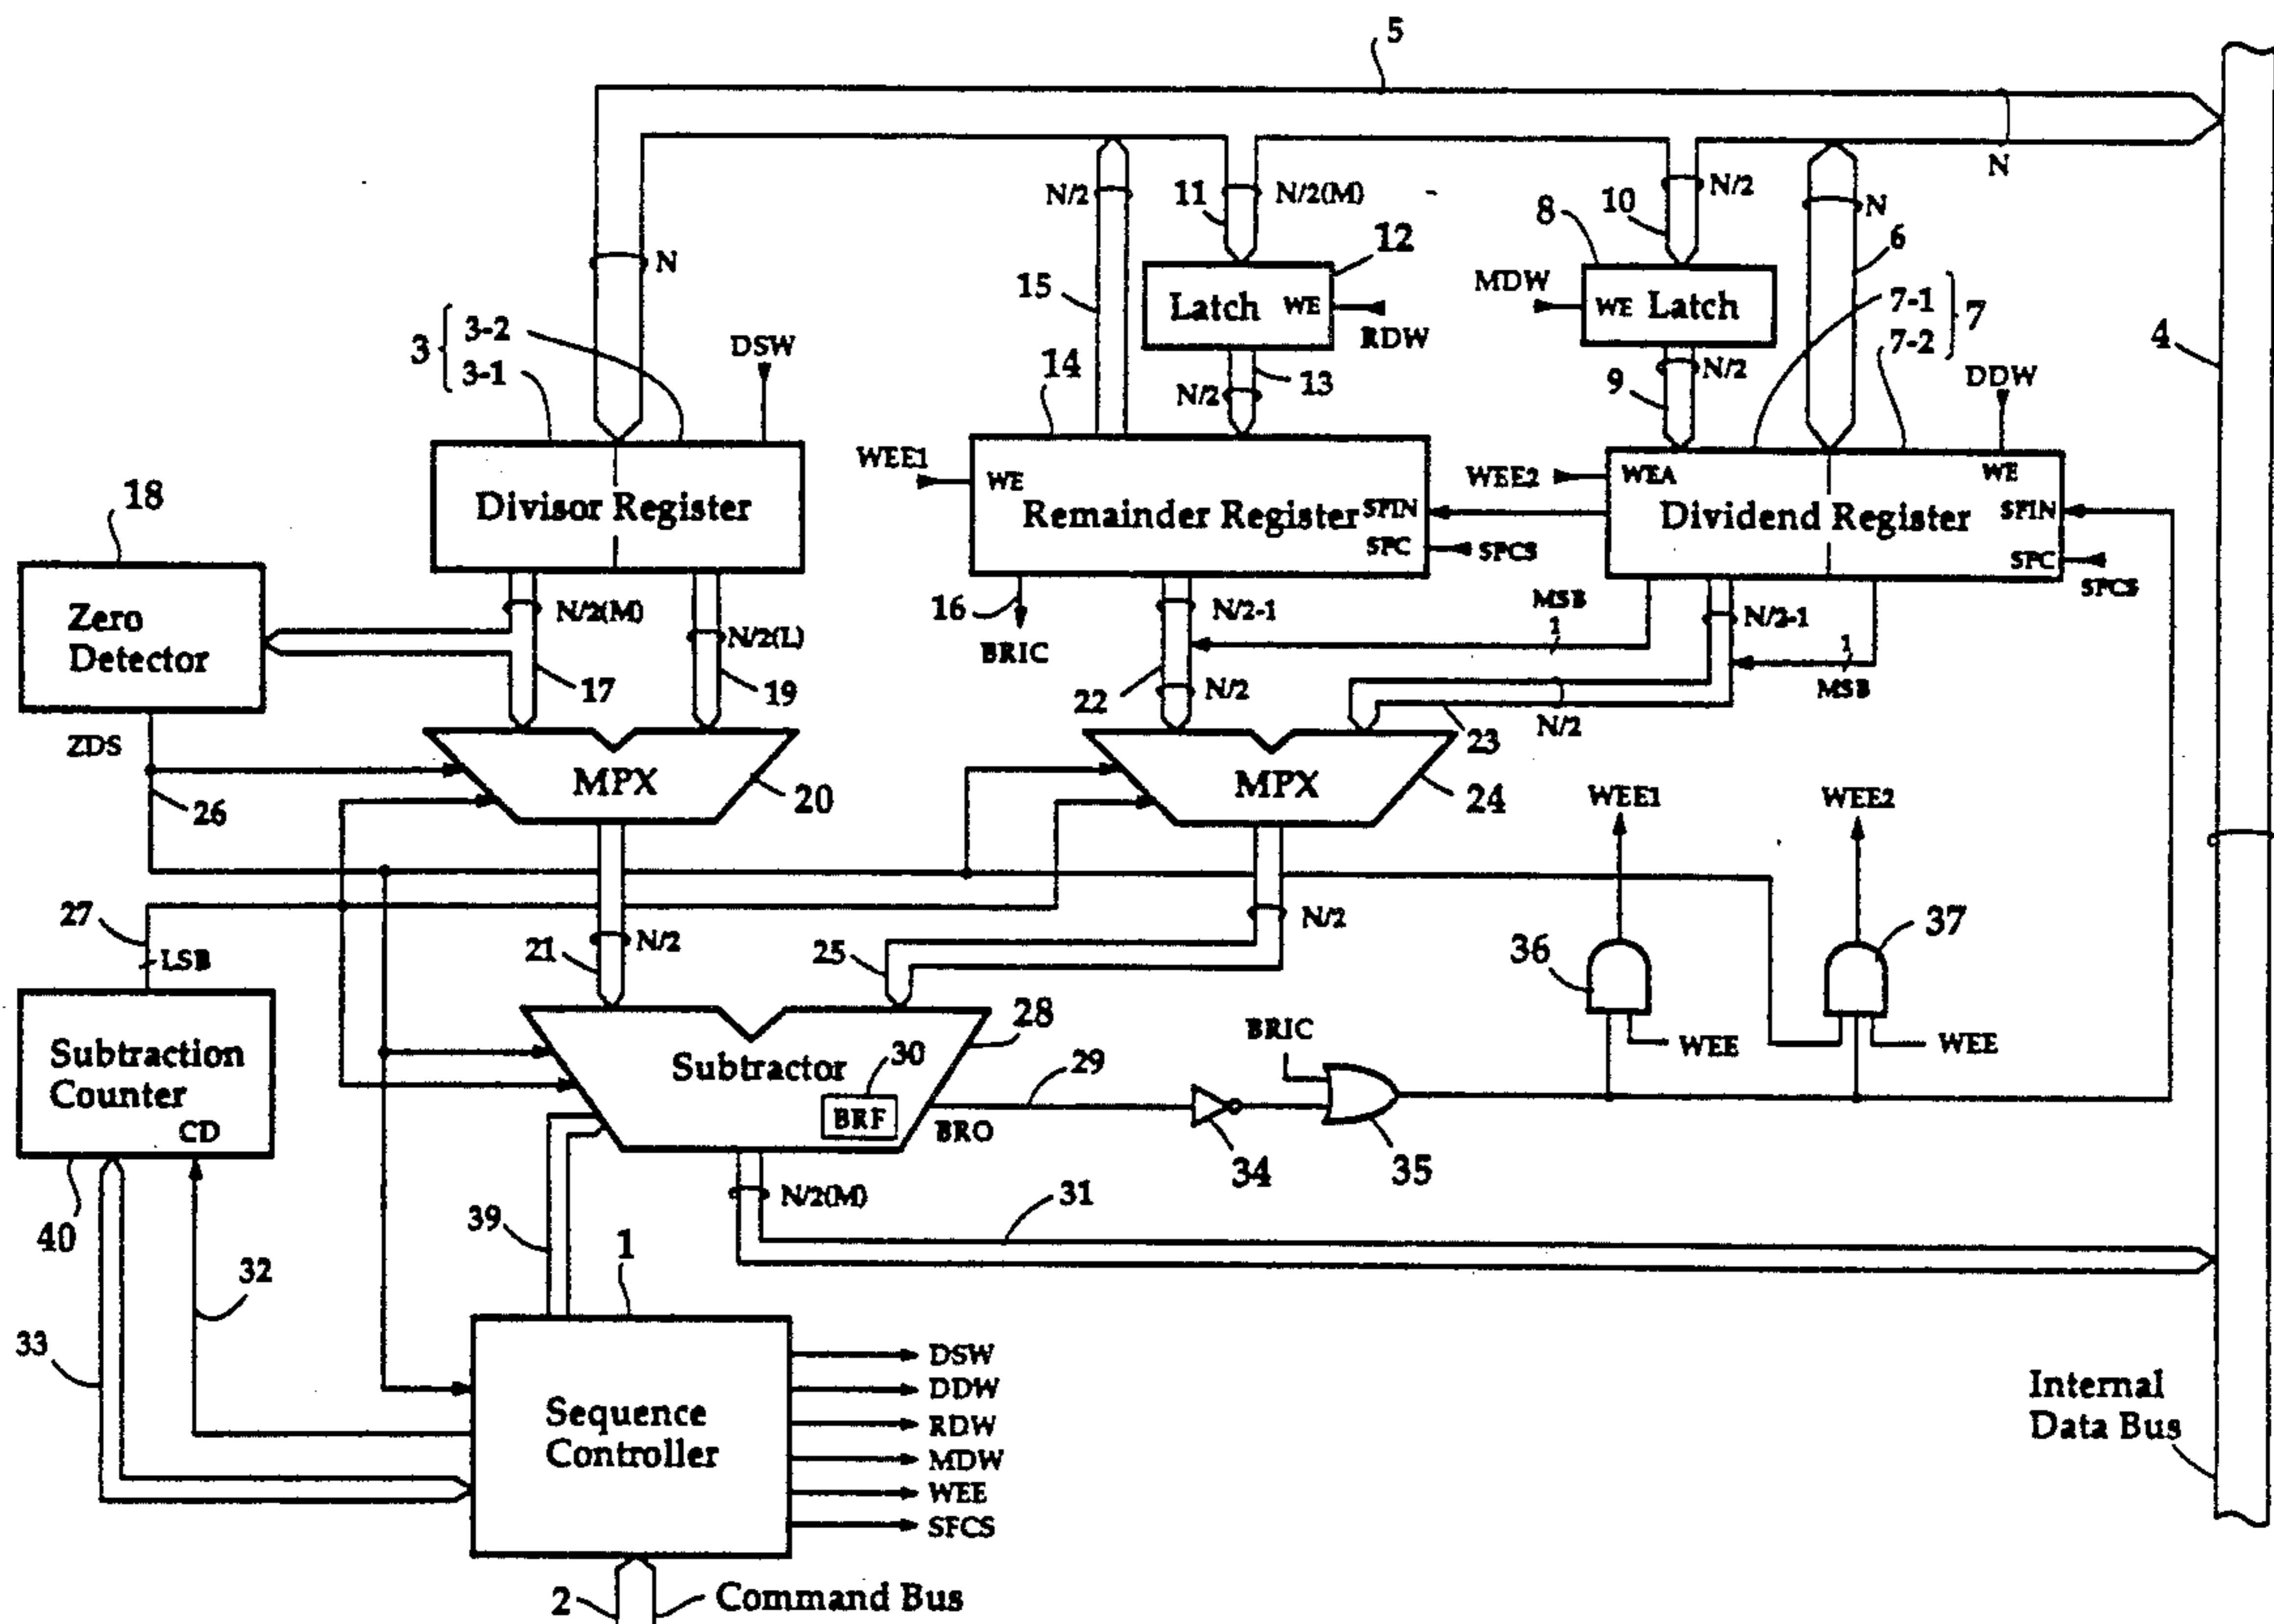 5
N
N/2
11
N/2(M)
10
N/2
N
8
12
6
N
15
Latch WE
MDW
WE Latch
7-1
7-2
7
3
3-2
3-1
DSW
RDW
4
14
13
N/2
9
N/2
DDW
WEE1
WE
WEE2
WEA
WE
18
Divisor Register
Remainder Register
SFIN
Dividend Register
SFIN
SFC
SFCS
SFC
SFCS
Zero
Detector
N/2(M)
N/2(L)
16
BRIC
N/2-1
MSB
1
N/2-1
1
MSB
17
19
22
N/2
N/2
23
ZDS
26
MPX
20
MPX
24
WEE1
WEE2
27
LSB
21
N/2
25
N/2
36
37
Subtraction
Counter
CD
28
Subtractor
30
BRF
BRO
29
BRIC
WEE
WEE
34
35
40
39
N/2(M)
31
32
1
33
Sequence
Controller
DSW
DDW
RDW
MDW
WEE
SFCS
Internal
Data Bus
2
Command Bus